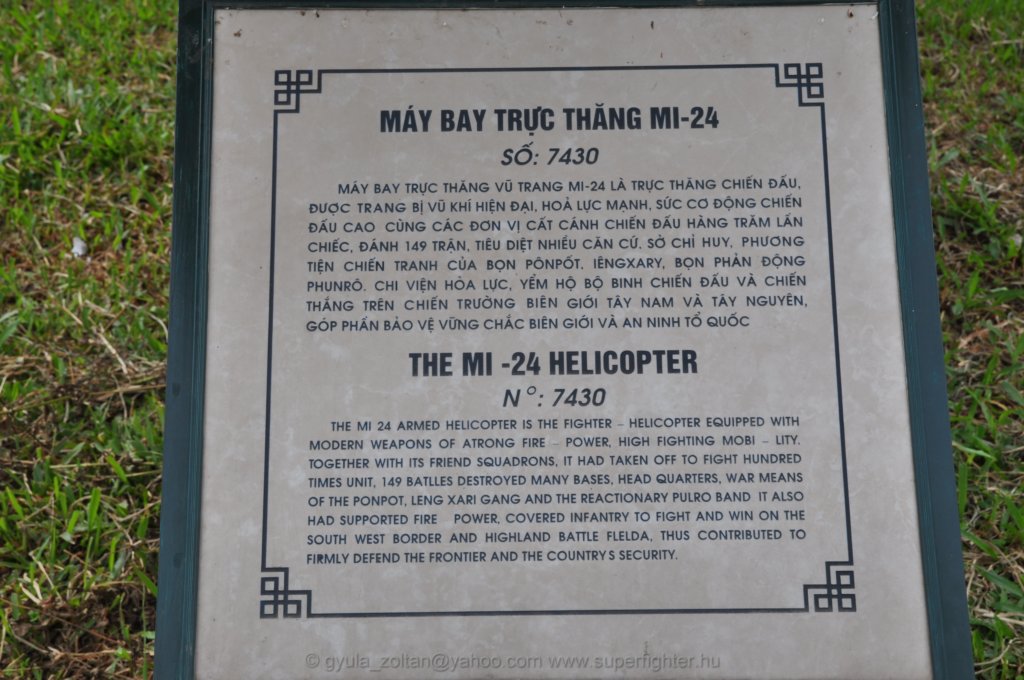 MÁY BAY TRỰC THĂNG MI-24
SỐ: 7430
MÁY BAY TRỰC THĂNG VŨ TRANG MI-24 LÀ TRỰC THĂNG CHIẾN ĐẤU,
ĐƯỢC TRANG BỊ VŨ KHÍ HIỆN ĐẠI, HOẢ LỰC MẠNH, SỨC CƠ ĐỘNG CHIẾN
ĐẤU CAO CÙNG CÁC ĐƠN VỊ CẤT CÁNH CHIẾN ĐẤU HÀNG TRĂM LẦN
CHIẾC, ĐÁNH 149 TRẬN, TIÊU DIỆT NHIỀU CĂN CỨ, SỞ CHỈ HUY, PHƯƠNG
TIỆN CHIẾN TRANH CỦA BỌN PÔNPỐT, IÊNGXARY, BỌN PHẢN ĐỘNG
PHUNRÔ. CHI VIỆN HỎA LỰC, YỂM HỘ BỘ BINH CHIẾN ĐẤU VÀ CHIẾN
THẮNG TRÊN CHIẾN TRƯỜNG BIÊN GIỚI TÂY NAM VÀ TÂY NGUYÊN,
GÓP PHẦN BẢO VỆ VỮNG CHẮC BIÊN GIỚI VÀ AN NINH TỔ QUỐC
THE MI -24 HELICOPTER
N°: 7430
THE MI 24 ARMED HELICOPTER IS THE FIGHTER – HELICOPTER EQUIPPED WITH
MODERN WEAPONS OF ATRONG FIRE – POWER, HIGH FIGHTING MOBI – LITY.
TOGETHER WITH ITS FRIEND SQUADRONS, IT HAD TAKEN OFF TO FIGHT HUNDRED
TIMES UNIT, 149 BATLLES DESTROYED MANY BASES, HEAD QUARTERS, WAR MEANS
OF THE PONPOT, LENG XARI GANG AND THE REACTIONARY PULRO BAND IT ALSO
HAD SUPPORTED FIRE POWER, COVERED INFANTRY TO FIGHT AND WIN ON THE
SOUTH WEST BORDER AND HIGHLAND BATTLE FLELDA, THUS CONTRIBUTED TO
FIRMLY DEFEND THE FRONTIER AND THE COUNTRY S SECURITY.
© gyula_zoltan@yahoo.com www.superfighter.hu